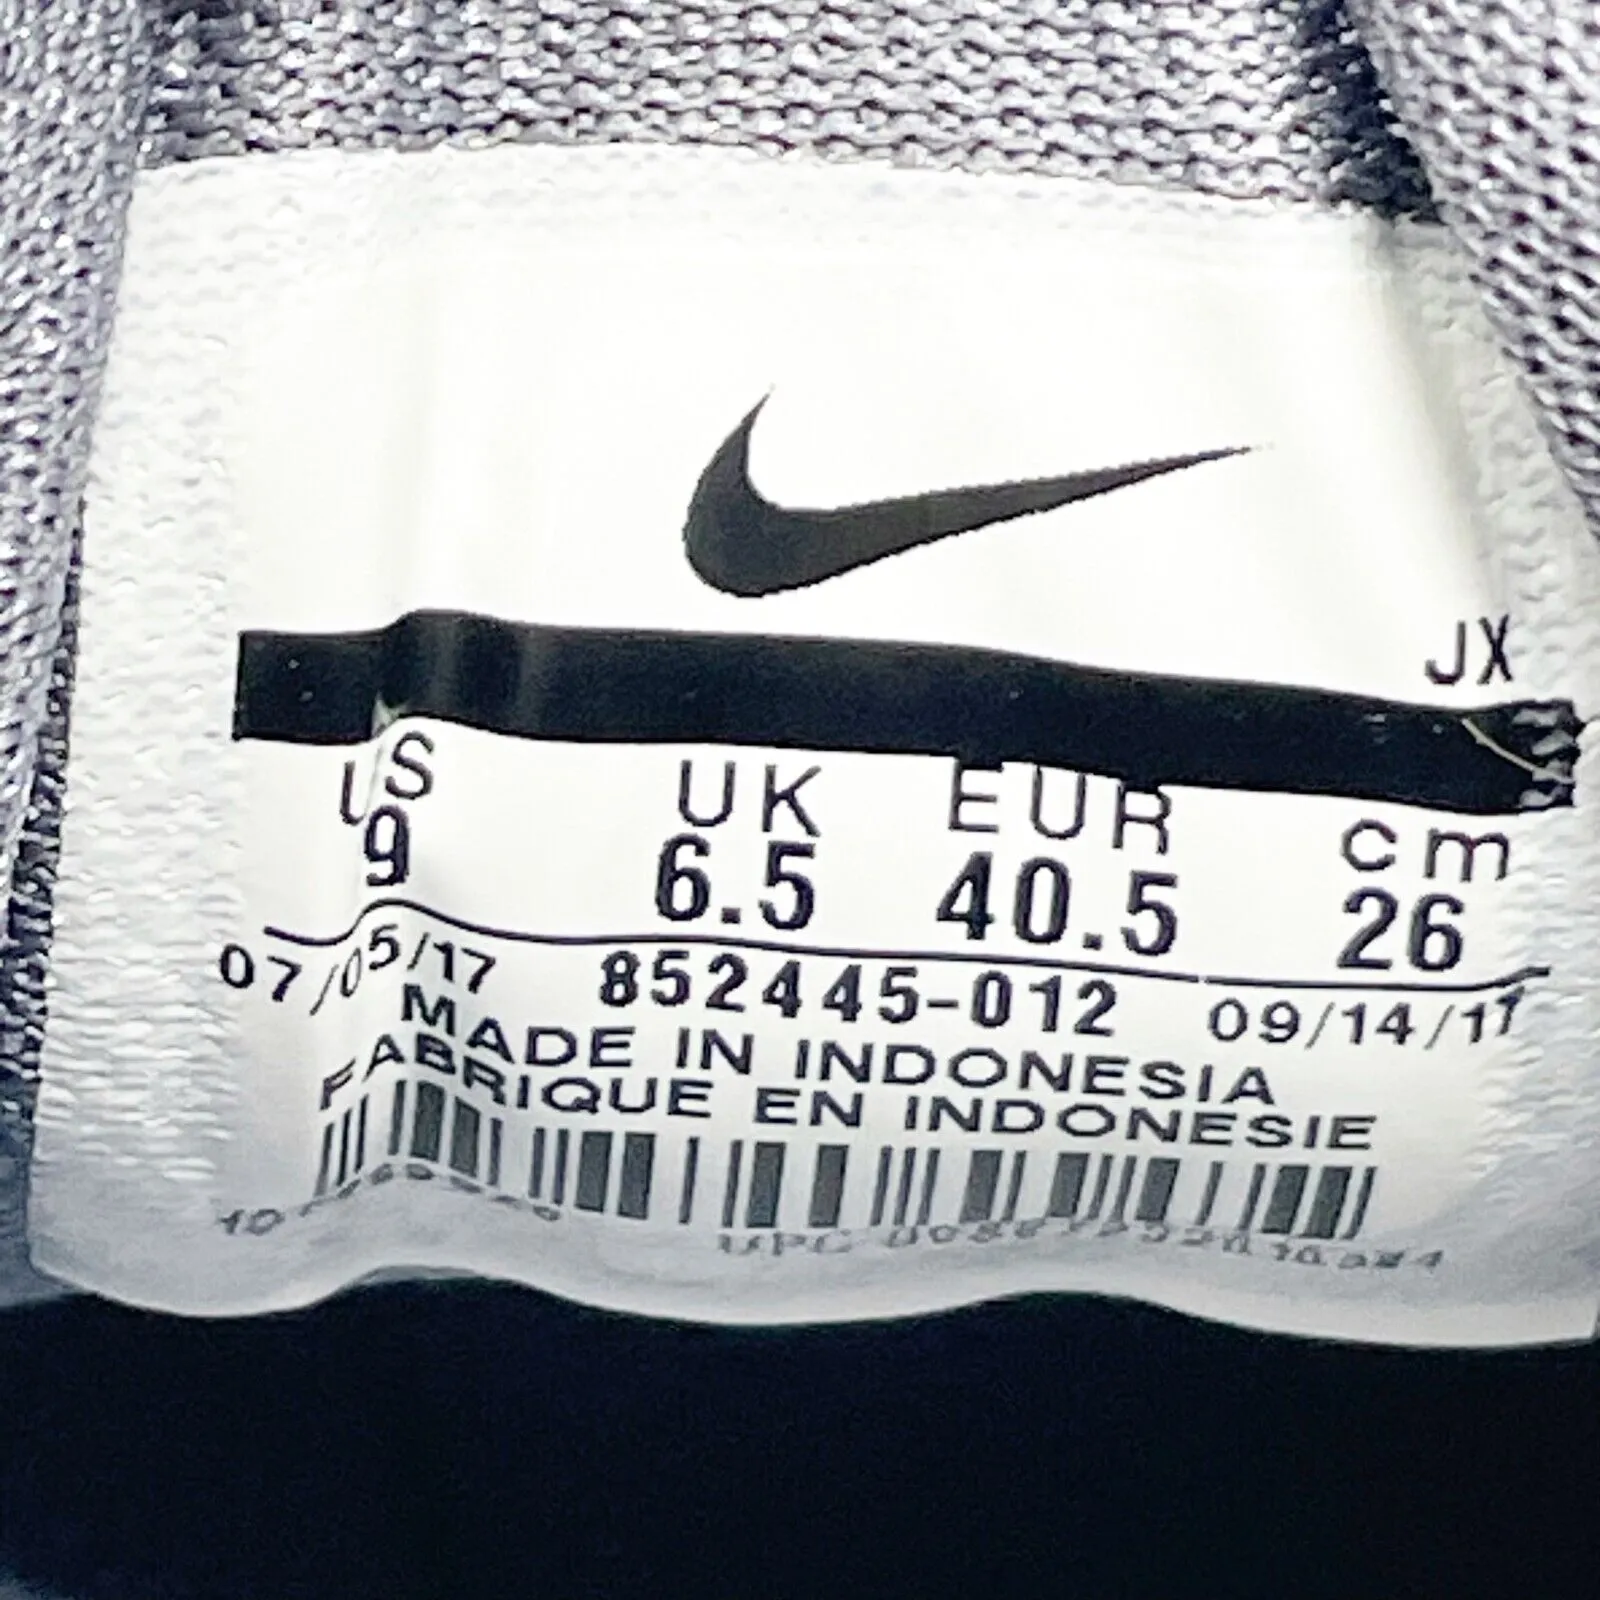 JX
US UK EUR cm
9 6.5 40.5 26
07/05/17 852445-012 09/14/17
MADE IN INDONESIA
FABRIQUE EN INDONESIE
UPC